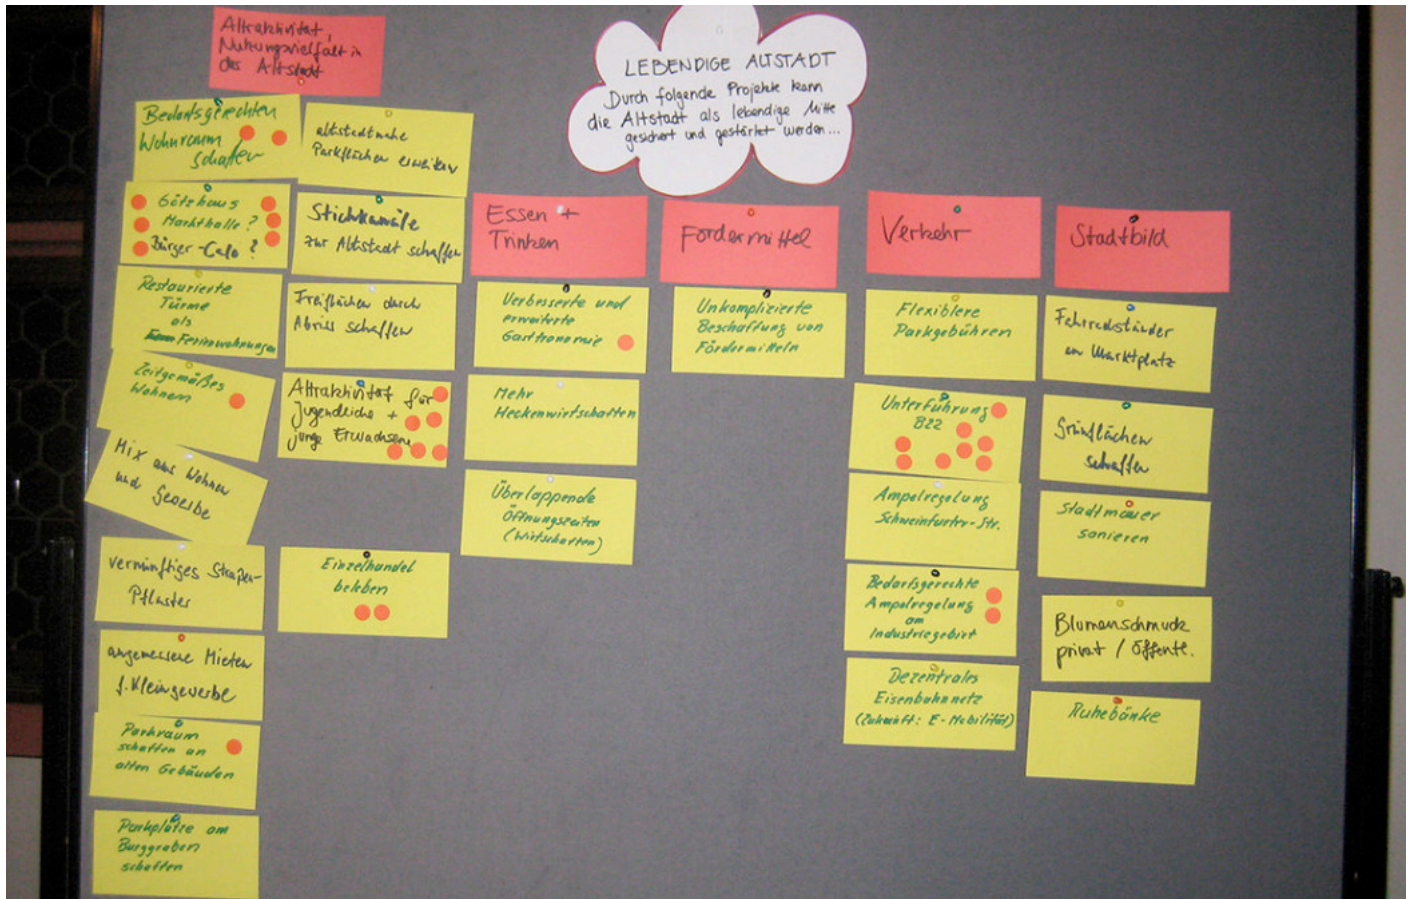 Attraktivität,
Nutzungsvielfalt in
der Altstadt
LEBENDIGE ALTSTADT
Durch folgende Projekte kann
die Altstadt als lebendige Mitte
gesichert und gestärkt werden...
Bedarfsgerechten
Wohnraum
schaffen
Götzhaus
Markthalle?
Bürger-Cafe?
Restaurierte
Türme
als
Ferienwohnungen
Zeitgemäßes
Wohnen
Mix aus Wohnen
und Gewerbe
vernünftiges Straßen-
Pflaster
angemessene Mieten
f. Kleingewerbe
Parkraum
schaffen an
alten Gebäuden
Parkplätze am
Burggraben
schaffen
altstadtnahe
Parkflächen erweitern
Stichkanäle
zur Altstadt schaffen
Freiflächen durch
Abriss schaffen
Attraktivität für
Jugendliche +
junge Erwachsene
Einzelhandel
beleben
Essen +
Trinken
Verbesserte und
erweiterte
Gastronomie
Mehr
Heckenwirtschaften
Überlappende
Öffnungszeiten
(Wirtschaften)
Fördermittel
Unkomplizierte
Beschaffung von
Fördermitteln
Verkehr
Flexiblere
Parkgebühren
Unterführung
B22
Ampelregelung
Schweinfurter-Str.
Bedarfsgerechte
Ampelregelung
am
Industriegebiet
Dezentrales
Eisenbahnnetz
(Zukunft: E-Mobilität)
Stadtbild
Fahrradständer
am Marktplatz
Grünflächen
schaffen
Stadtmauer
sanieren
Blumenschmuck
privat / öffentl.
Ruhebänke